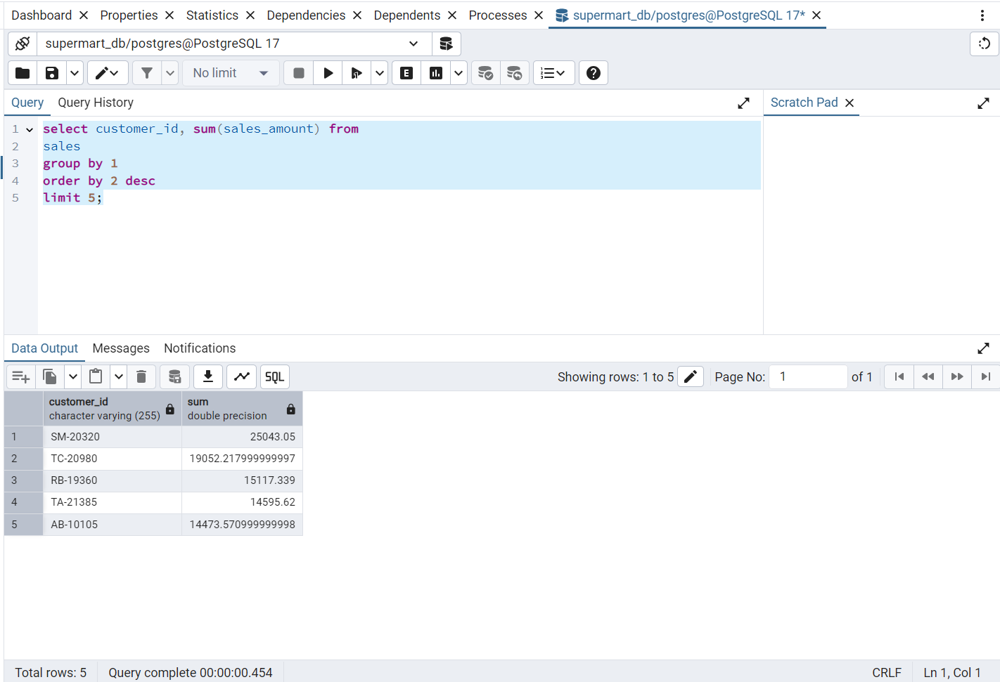 Dashboard Properties Statistics Dependencies Dependents Processes supermart_db/postgres@PostgreSQL 17*
supermart_db/postgres@PostgreSQL 17
No limit
Query Query History Scratch Pad
1 select customer_id, sum(sales_amount) from
2 sales
3 group by 1
4 order by 2 desc
5 limit 5;
Data Output Messages Notifications
SQL Showing rows: 1 to 5 Page No: 1 of 1
customer_id sum
character varying (255) double precision
1 SM-20320 25043.05
2 TC-20980 19052.217999999997
3 RB-19360 15117.339
4 TA-21385 14595.62
5 AB-10105 14473.570999999998
Total rows: 5 Query complete 00:00:00.454 CRLF Ln 1, Col 1